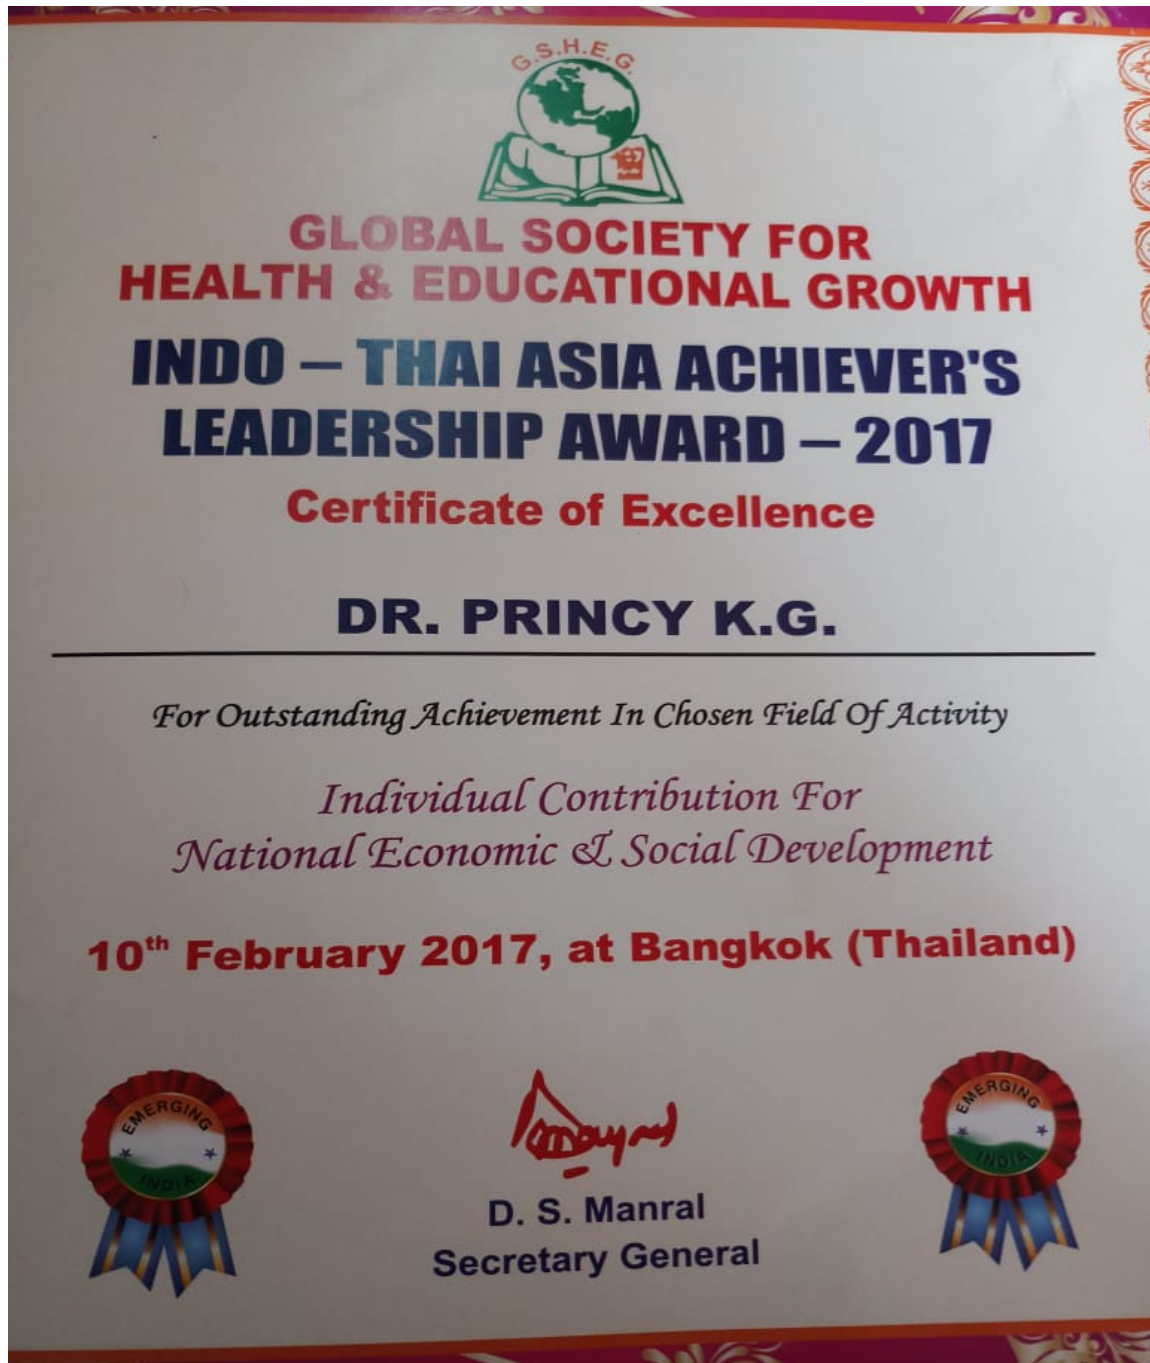 G.S.H.E.G.
GLOBAL SOCIETY FOR
HEALTH & EDUCATIONAL GROWTH
INDO – THAI ASIA ACHIEVER'S
LEADERSHIP AWARD – 2017
Certificate of Excellence
DR. PRINCY K.G.
For Outstanding Achievement In Chosen Field Of Activity
Individual Contribution For
National Economic & Social Development
10th February 2017, at Bangkok (Thailand)
EMERGING
INDIA
EMERGING
INDIA
D. S. Manral
Secretary General